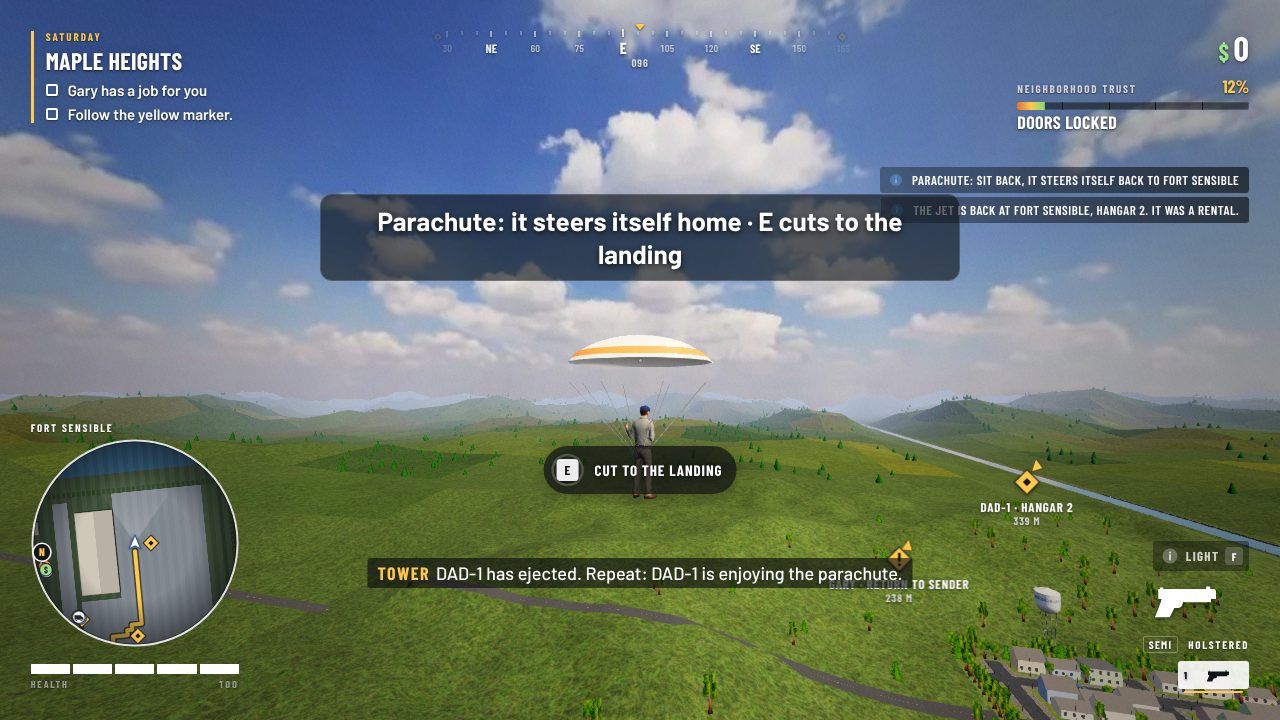 SATURDAY
MAPLE HEIGHTS
Gary has a job for you
Follow the yellow marker.
30 NE 60 75 E 105 120 SE 150 165
096
$0
NEIGHBORHOOD TRUST 12%
DOORS LOCKED
PARACHUTE: SIT BACK, IT STEERS ITSELF BACK TO FORT SENSIBLE
THE JET IS BACK AT FORT SENSIBLE, HANGAR 2. IT WAS A RENTAL.
Parachute: it steers itself home · E cuts to the
landing
E CUT TO THE LANDING
FORT SENSIBLE
N
$
DAD-1 · HANGAR 2
339 M
TOWER DAD-1 has ejected. Repeat: DAD-1 is enjoying the parachute.
GARY · RETURN TO SENDER
238 M
LIGHT F
SEMI HOLSTERED
1
HEALTH 100